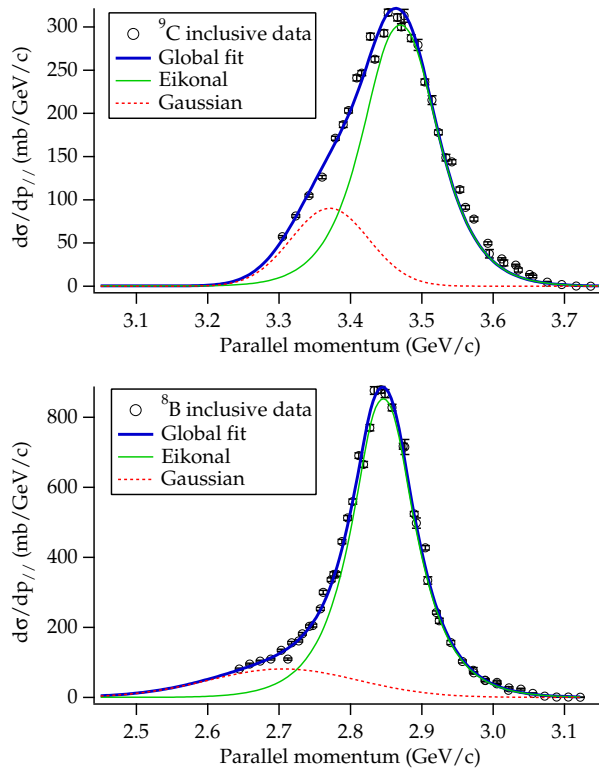 300
250
200
150
100
50
0
dσ/dp// (mb/GeV/c)
⁹C inclusive data
Global fit
Eikonal
Gaussian
3.1 3.2 3.3 3.4 3.5 3.6 3.7
Parallel momentum (GeV/c)
800
600
400
200
0
dσ/dp// (mb/GeV/c)
⁸B inclusive data
Global fit
Eikonal
Gaussian
2.5 2.6 2.7 2.8 2.9 3.0 3.1
Parallel momentum (GeV/c)